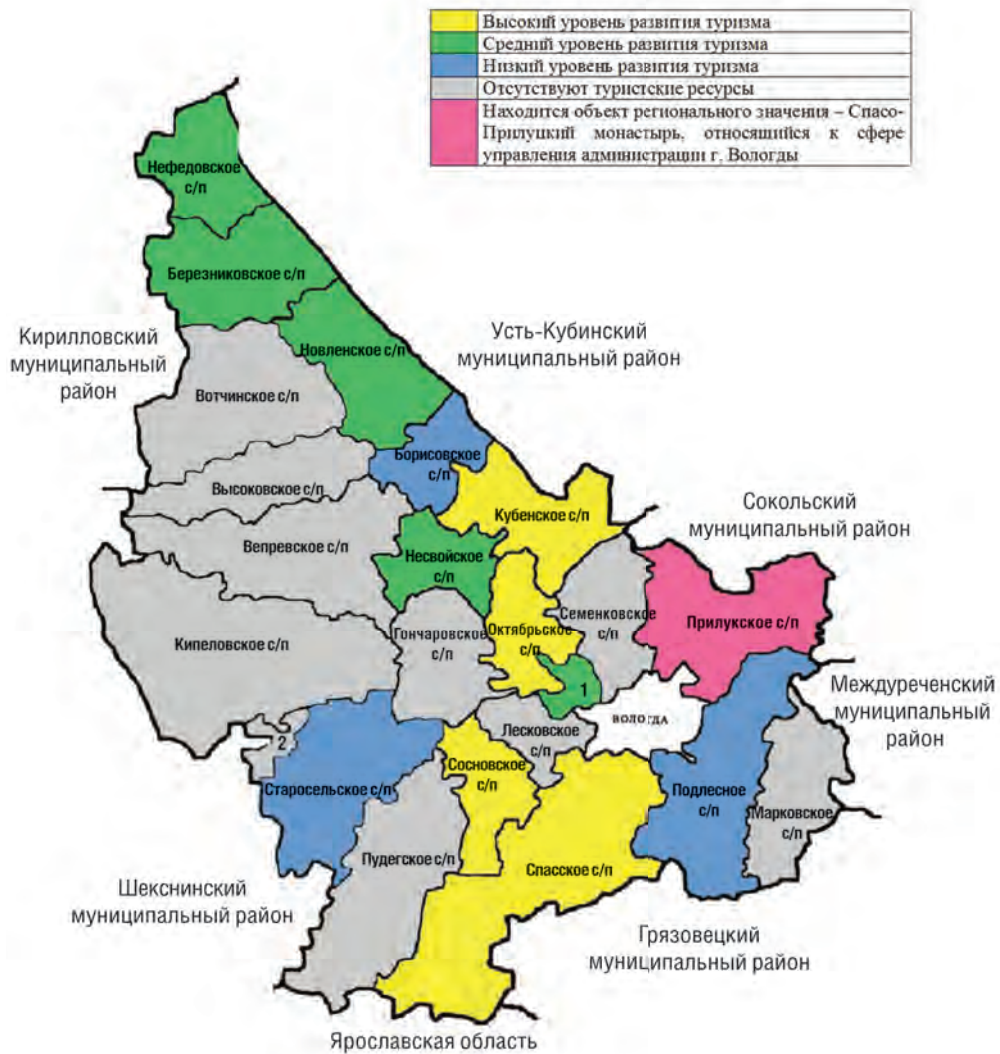 Высокий уровень развития туризма
Средний уровень развития туризма
Низкий уровень развития туризма
Отсутствуют туристские ресурсы
Находится объект регионального значения – Спасо-
Прилуцкий монастырь, относящийся к сфере
управления администрации г. Вологды
Нефедовское
с/п
Березниковское с/п
Кирилловский
муниципальный
район
Усть-Кубинский
муниципальный район
Новленское с/п
Вотчинское с/п
Борисовское
с/п
Высоковское с/п
Кубенское с/п
Сокольский
муниципальный район
Вепревское с/п
Несвойское
с/п
Семенковское
с/п
Прилукское с/п
Октябрьское
с/п
Гончаровское
с/п
Кипеловское с/п
1
Междуреченский
муниципальный
район
ВОЛОГДА
2
Лесковское
с/п
Сосновское
с/п
Старосельское с/п
Подлесное
с/п
Марковское
с/п
Пудегское с/п
Спасское с/п
Шекснинский
муниципальный район
Грязовецкий
муниципальный район
Ярославская область